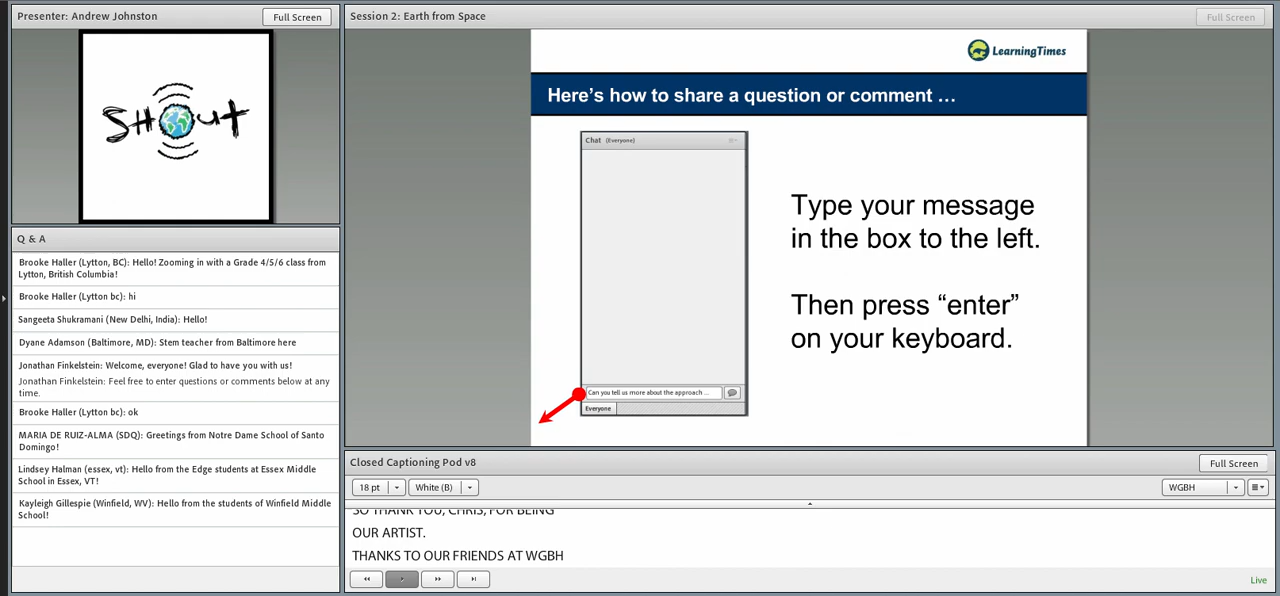 Presenter: Andrew Johnston
Full Screen
SHOUT
Q & A
Brooke Haller (Lytton, BC): Hello! Zooming in with a Grade 4/5/6 class from
Lytton, British Columbia!
Brooke Haller (Lytton bc): hi
Sangeeta Shukramani (New Delhi, India): Hello!
Dyane Adamson (Baltimore, MD): Stem teacher from Baltimore here
Jonathan Finkelstein: Welcome, everyone! Glad to have you with us!
Jonathan Finkelstein: Feel free to enter questions or comments below at any
time.
Brooke Haller (Lytton bc): ok
MARIA DE RUIZ-ALMA (SDQ): Greetings from Notre Dame School of Santo
Domingo!
Lindsey Halman (essex, vt): Hello from the Edge students at Essex Middle
School in Essex, VT!
Kayleigh Gillespie (Winfield, WV): Hello from the students of Winfield Middle
School!
Session 2: Earth from Space
Full Screen
LearningTimes
Here's how to share a question or comment …
Chat (Everyone)
Can you tell us more about the approach ...
Everyone
Type your message
in the box to the left.
Then press “enter”
on your keyboard.
Closed Captioning Pod v8
Full Screen
18 pt
White (B)
WGBH
SO THANK YOU, CHRIS, FOR BEING
OUR ARTIST.
THANKS TO OUR FRIENDS AT WGBH
Live